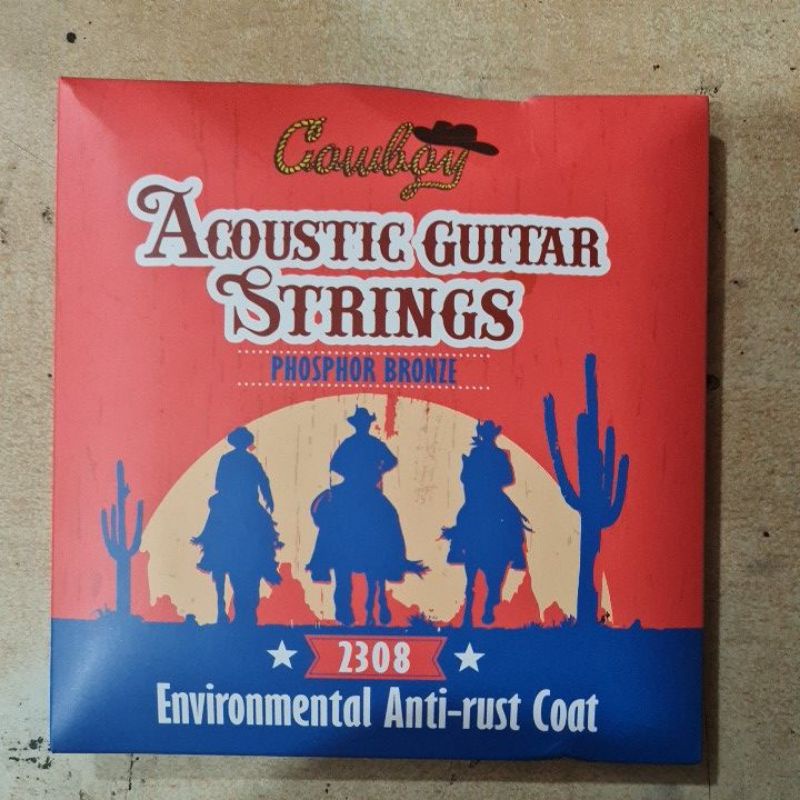 Cowboy
ACOUSTIC GUITAR
STRINGS
PHOSPHOR BRONZE
2308
Environmental Anti-rust Coat